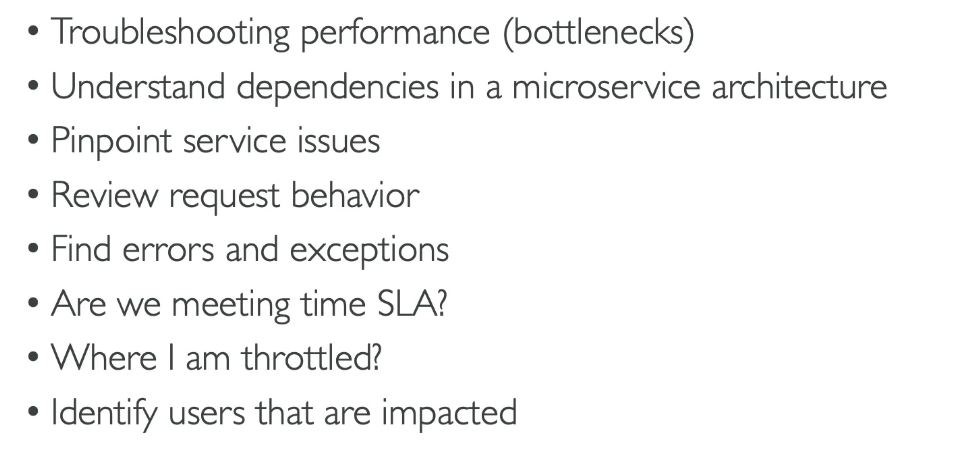 • Troubleshooting performance (bottlenecks)
• Understand dependencies in a microservice architecture
• Pinpoint service issues
• Review request behavior
• Find errors and exceptions
• Are we meeting time SLA?
• Where I am throttled?
• Identify users that are impacted